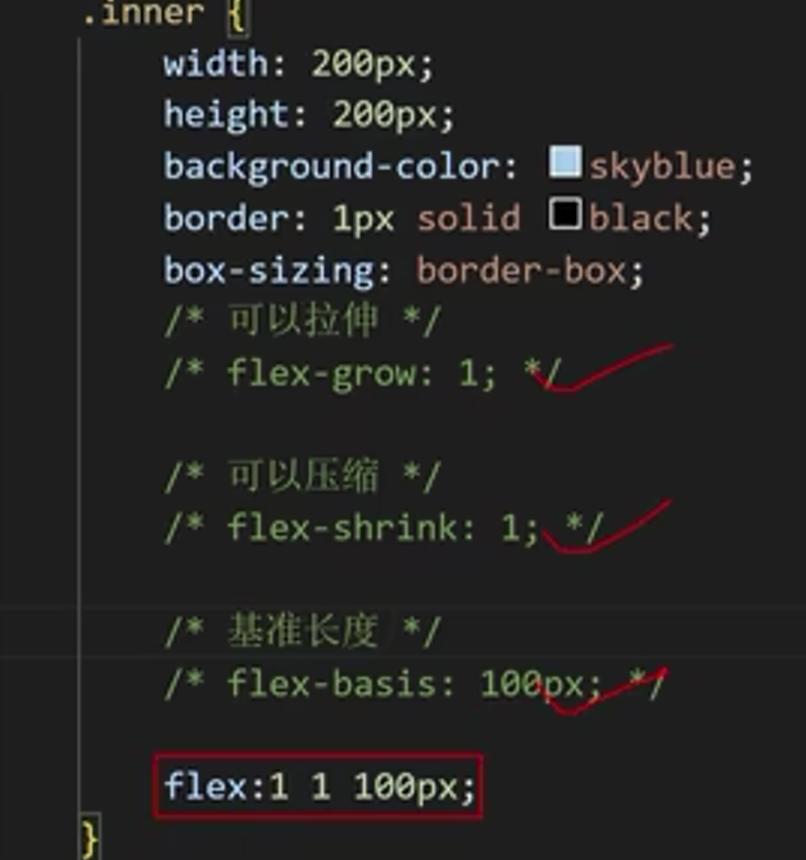 .inner {
width: 200px;
height: 200px;
background-color: skyblue;
border: 1px solid black;
box-sizing: border-box;
/* 可以拉伸 */
/* flex-grow: 1; */
/* 可以压缩 */
/* flex-shrink: 1; */
/* 基准长度 */
/* flex-basis: 100px; */
flex:1 1 100px;
}